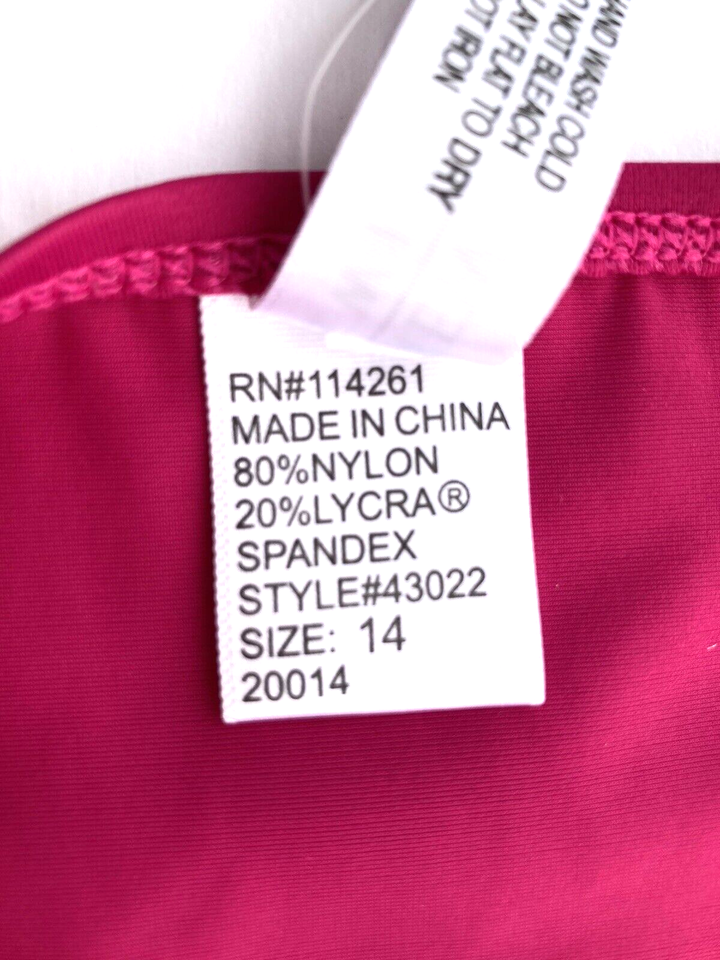 HAND WASH COLD
DO NOT BLEACH
LAY FLAT TO DRY
NOT IRON
RN#114261
MADE IN CHINA
80%NYLON
20%LYCRA®
SPANDEX
STYLE#43022
SIZE: 14
20014